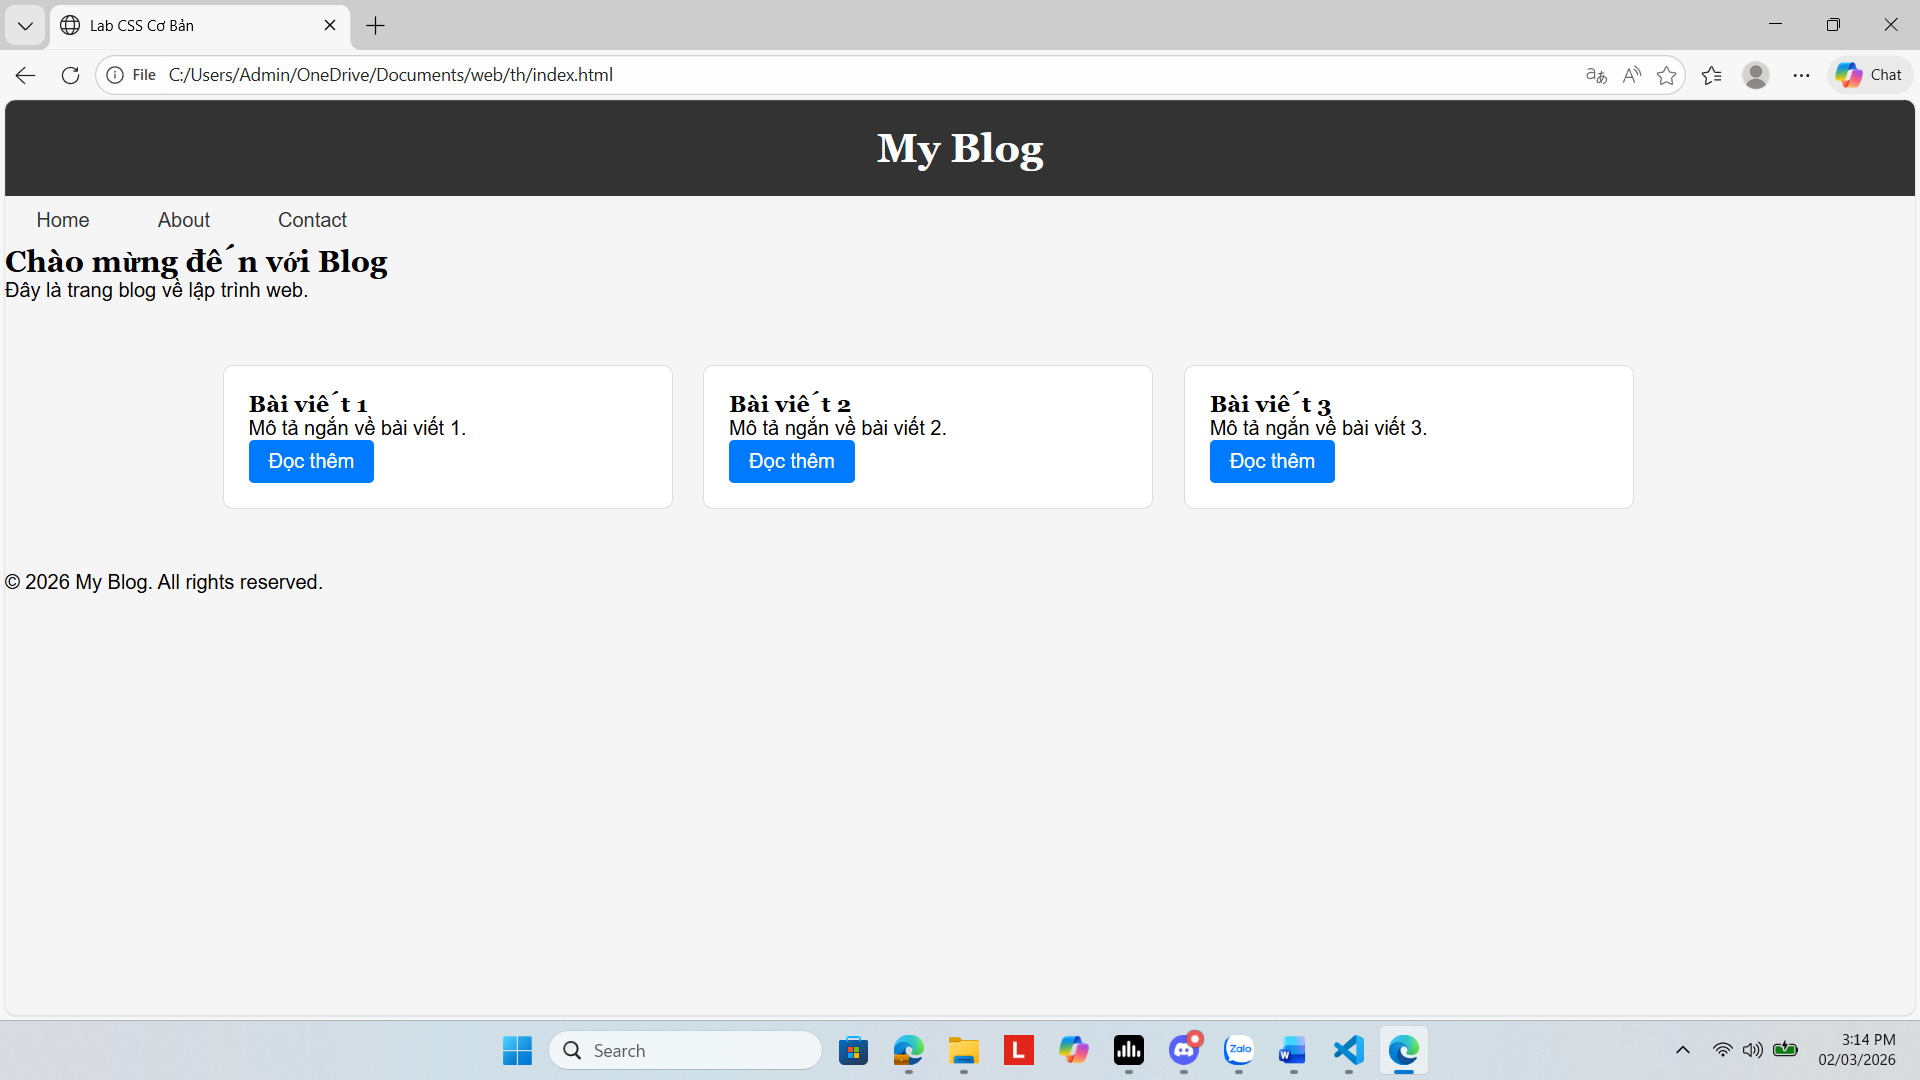 Lab CSS Cơ Bản
File C:/Users/Admin/OneDrive/Documents/web/th/index.html
Chat
My Blog
Home About Contact
Chào mừng đến với Blog
Đây là trang blog về lập trình web.
Bài viết 1
Mô tả ngắn về bài viết 1.
Đọc thêm
Bài viết 2
Mô tả ngắn về bài viết 2.
Đọc thêm
Bài viết 3
Mô tả ngắn về bài viết 3.
Đọc thêm
© 2026 My Blog. All rights reserved.
Search
L
Zalo
W
3:14 PM
02/03/2026